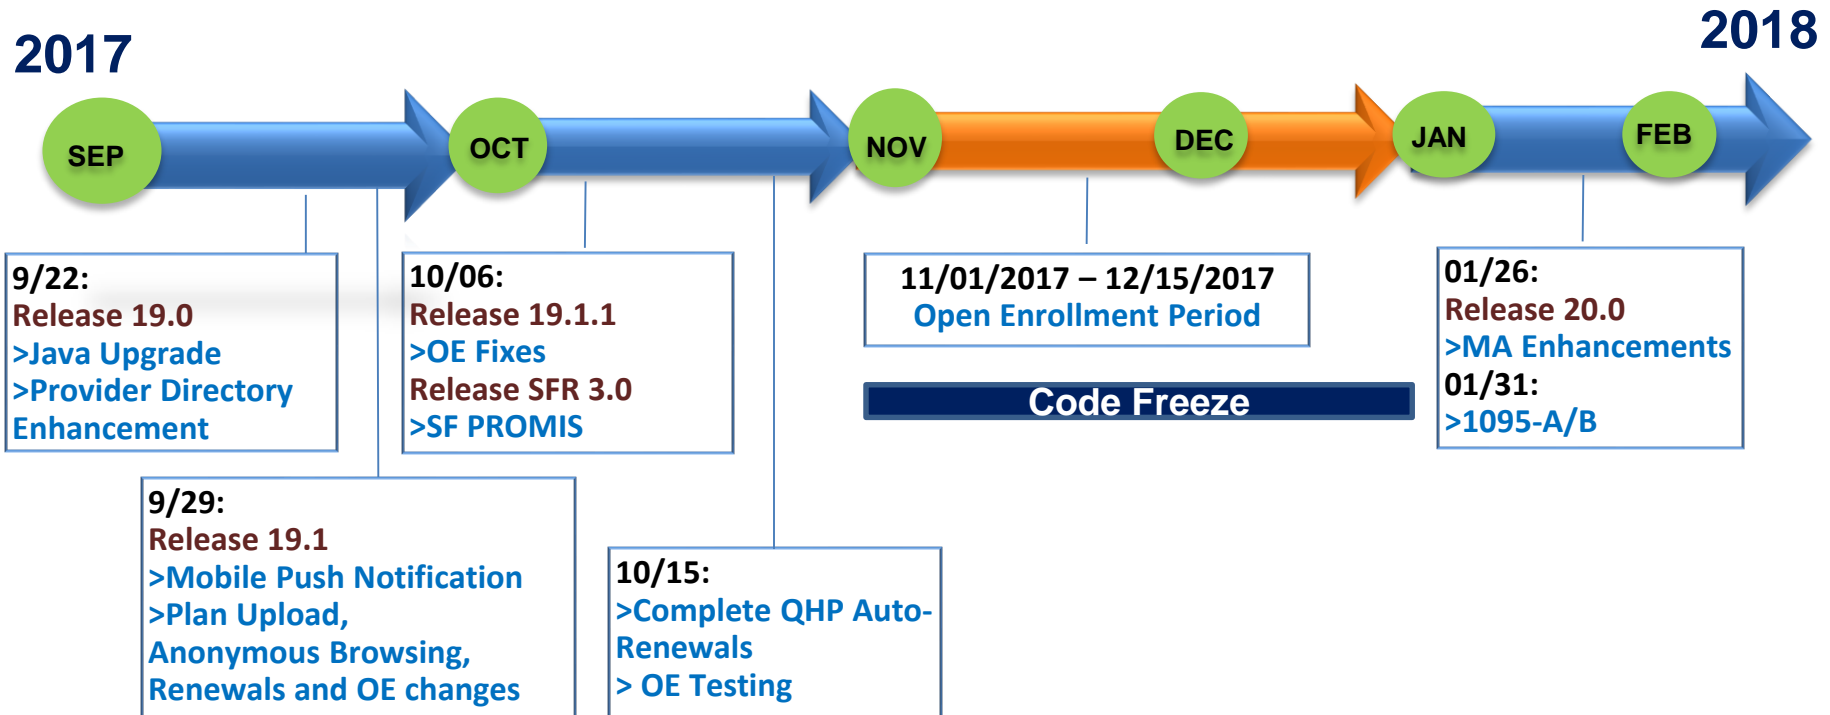 2017
2018
SEP
OCT
NOV
DEC
JAN
FEB
9/22:
Release 19.0
>Java Upgrade
>Provider Directory
Enhancement
9/29:
Release 19.1
>Mobile Push Notification
>Plan Upload,
Anonymous Browsing,
Renewals and OE changes
10/06:
Release 19.1.1
>OE Fixes
Release SFR 3.0
>SF PROMIS
10/15:
>Complete QHP Auto-
Renewals
> OE Testing
11/01/2017 – 12/15/2017
Open Enrollment Period
Code Freeze
01/26:
Release 20.0
>MA Enhancements
01/31:
>1095-A/B